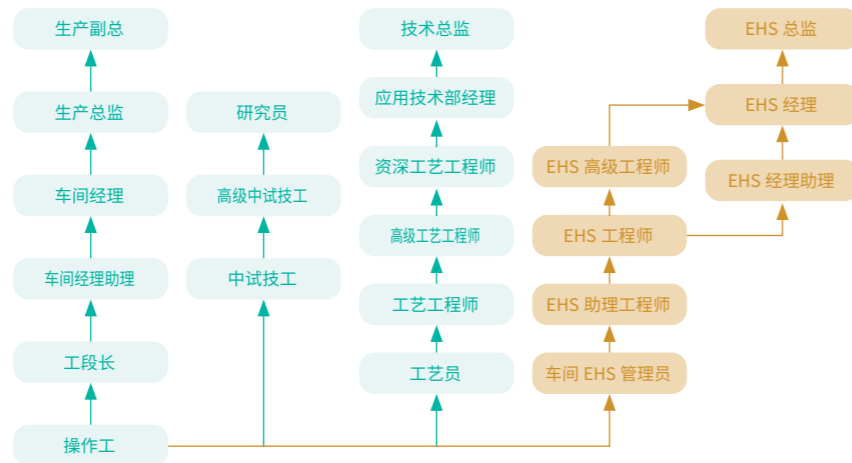 生产副总
技术总监
EHS 总监
生产总监
研究员
应用技术部经理
EHS 经理
车间经理
高级中试技工
资深工艺工程师
EHS 高级工程师
EHS 经理助理
车间经理助理
中试技工
高级工艺工程师
EHS 工程师
工艺工程师
EHS 助理工程师
工段长
工艺员
车间 EHS 管理员
操作工